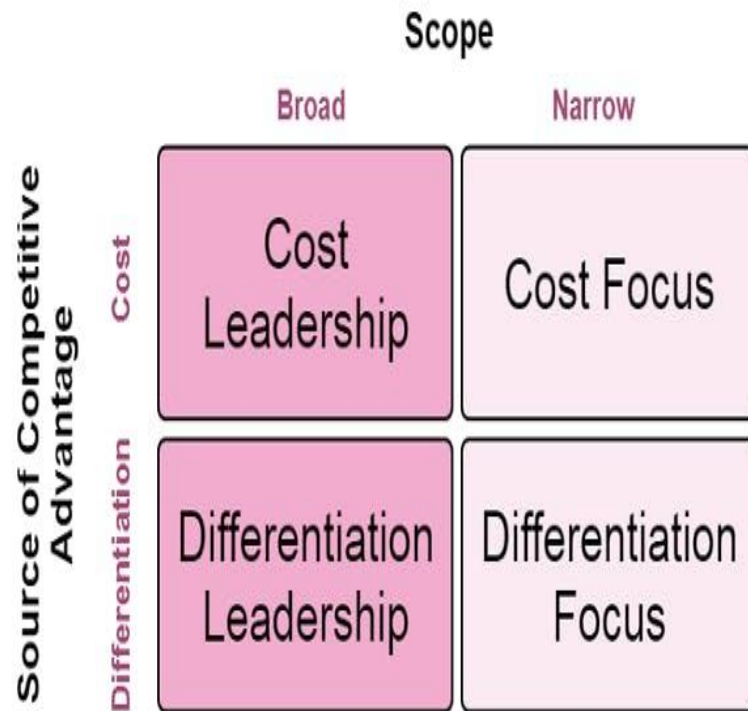 Scope
Broad
Narrow
Source of Competitive
Advantage
Cost
Cost
Leadership
Cost Focus
Differentiation
Differentiation
Leadership
Differentiation
Focus